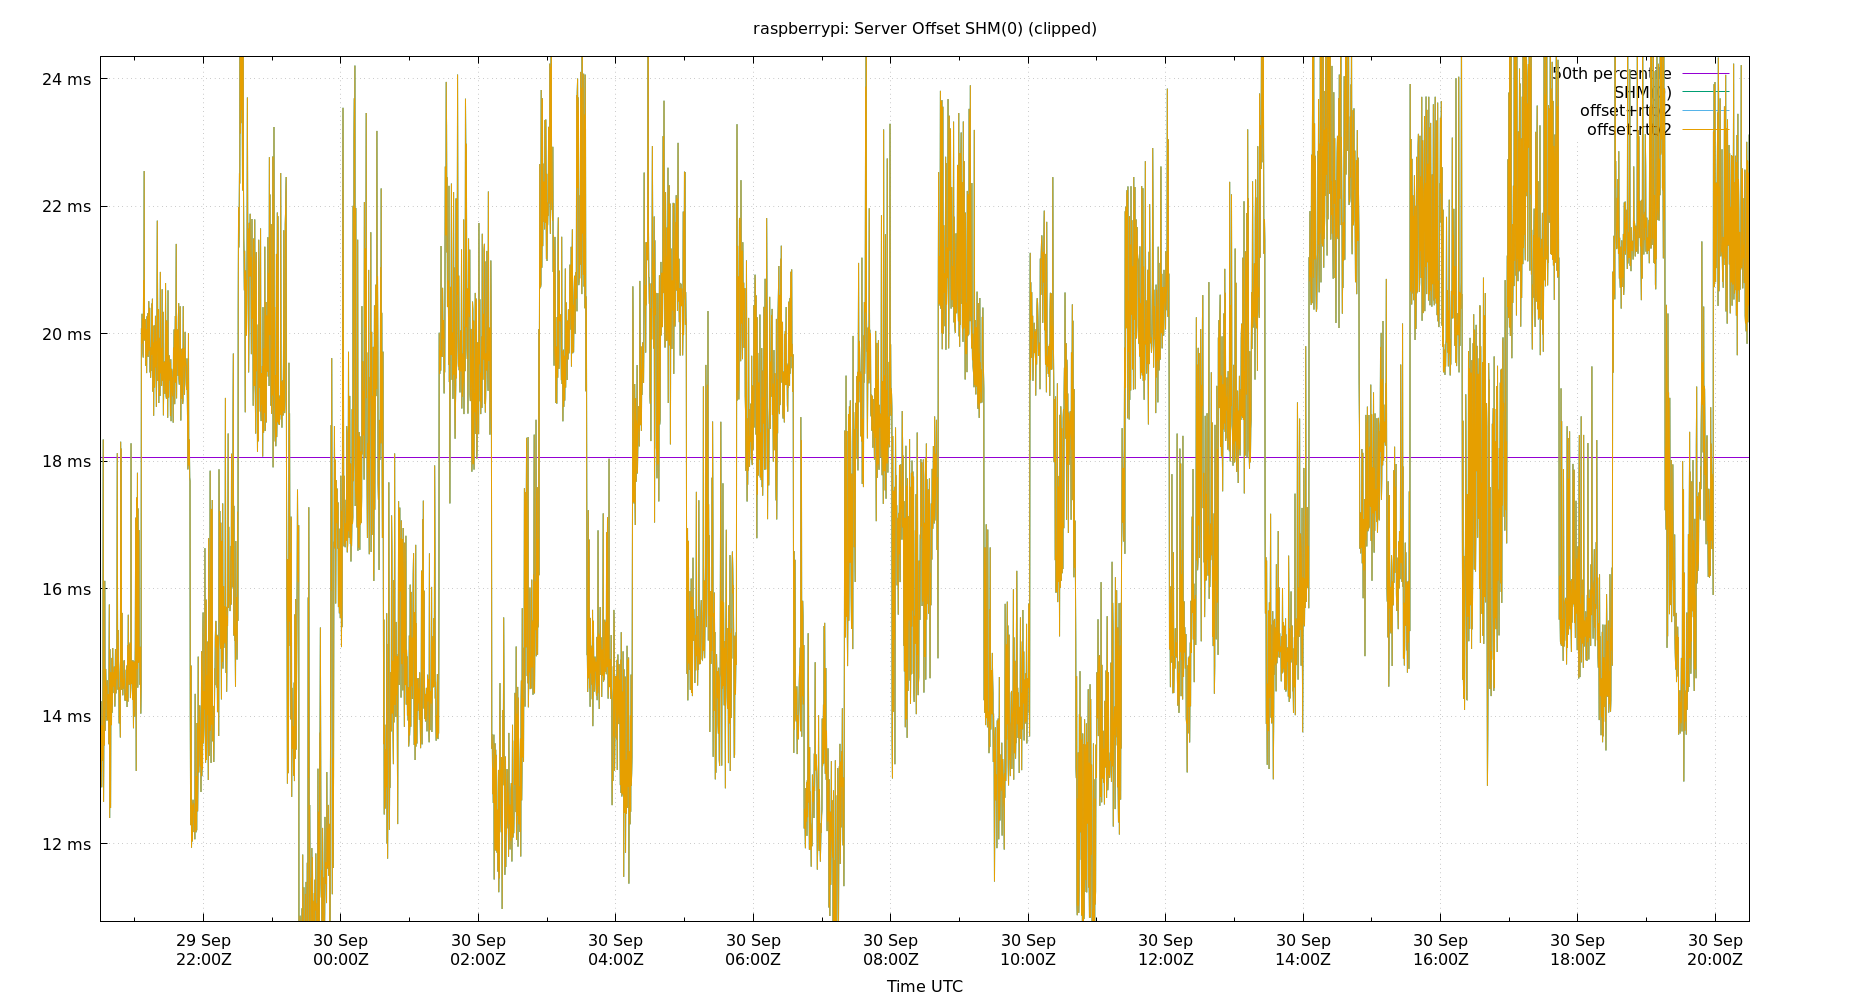 raspberrypi: Server Offset SHM(0) (clipped)
24 ms
22 ms
20 ms
18 ms
16 ms
14 ms
12 ms
50th percentile
SHM(0)
offset+rtt/2
offset-rtt/2
29 Sep 30 Sep 30 Sep 30 Sep 30 Sep 30 Sep 30 Sep 30 Sep 30 Sep 30 Sep 30 Sep 30 Sep
22:00Z 00:00Z 02:00Z 04:00Z 06:00Z 08:00Z 10:00Z 12:00Z 14:00Z 16:00Z 18:00Z 20:00Z
Time UTC